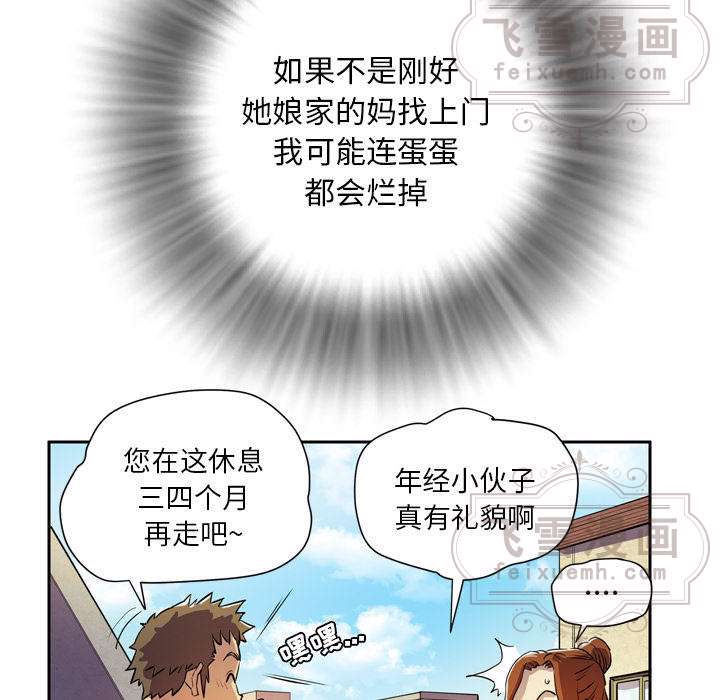 飞雪漫画
feixuemh.com
如果不是刚好
她娘家的妈找上门
我可能连蛋蛋
都会烂掉
您在这休息
三四个月
再走吧~
年经小伙子
真有礼貌啊
飞雪漫画
feixuemh.com
....
嘿嘿...